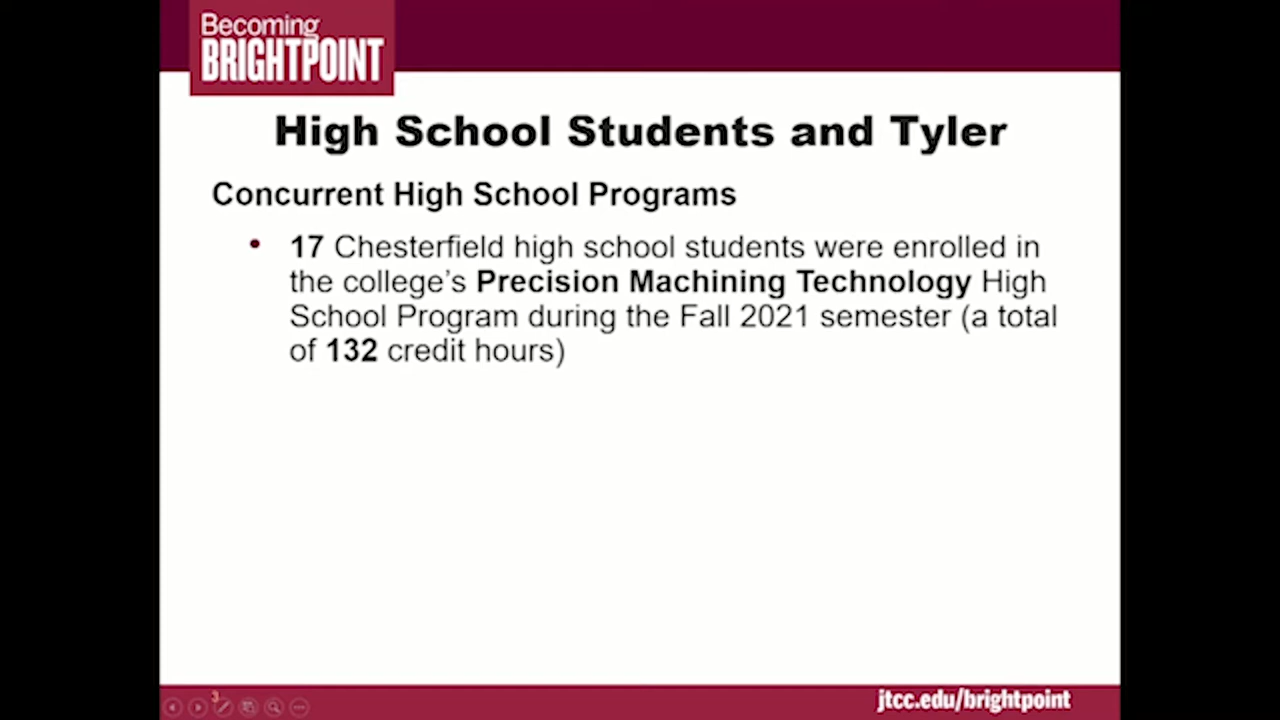 Becoming
BRIGHTPOINT
High School Students and Tyler
Concurrent High School Programs
• 17 Chesterfield high school students were enrolled in
the college’s Precision Machining Technology High
School Program during the Fall 2021 semester (a total
of 132 credit hours)
3
jtcc.edu/brightpoint